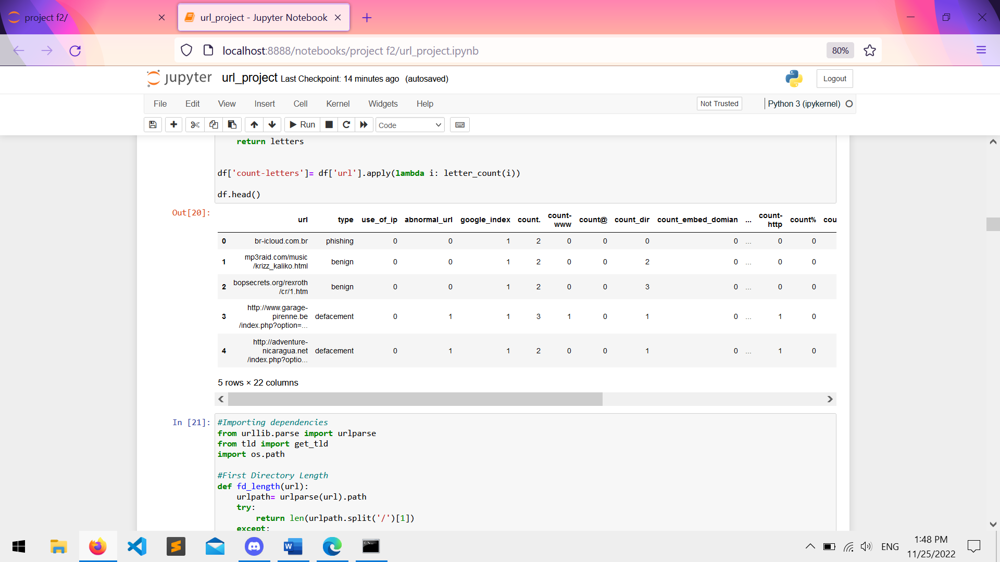 project f2/
url_project - Jupyter Notebook
localhost:8888/notebooks/project f2/url_project.ipynb
80%
jupyter url_project Last Checkpoint: 14 minutes ago (autosaved)
Logout
File Edit View Insert Cell Kernel Widgets Help
Not Trusted
Python 3 (ipykernel)
Run
Code
return letters
df['count-letters']= df['url'].apply(lambda i: letter_count(i))
df.head()
Out[20]:
url type use_of_ip abnormal_url google_index count. count-www count@ count_dir count_embed_domian ... count-http count% cou
0 br-icloud.com.br phishing 0 0 1 2 0 0 0 0 ... 0 0
1 mp3raid.com/music
/krizz_kaliko.html benign 0 0 1 2 0 0 2 0 ... 0 0
2 bopsecrets.org/rexroth
/cr/1.htm benign 0 0 1 2 0 0 3 0 ... 0 0
3 http://www.garage-
pirenne.be
/index.php?option=... defacement 0 1 1 3 1 0 1 0 ... 1 0
4 http://adventure-
nicaragua.net
/index.php?optio... defacement 0 1 1 2 0 0 1 0 ... 1 0
5 rows × 22 columns
In [21]:
#Importing dependencies
from urllib.parse import urlparse
from tld import get_tld
import os.path
#First Directory Length
def fd_length(url):
urlpath= urlparse(url).path
try:
return len(urlpath.split('/')[1])
except:
ENG
1:48 PM
11/25/2022